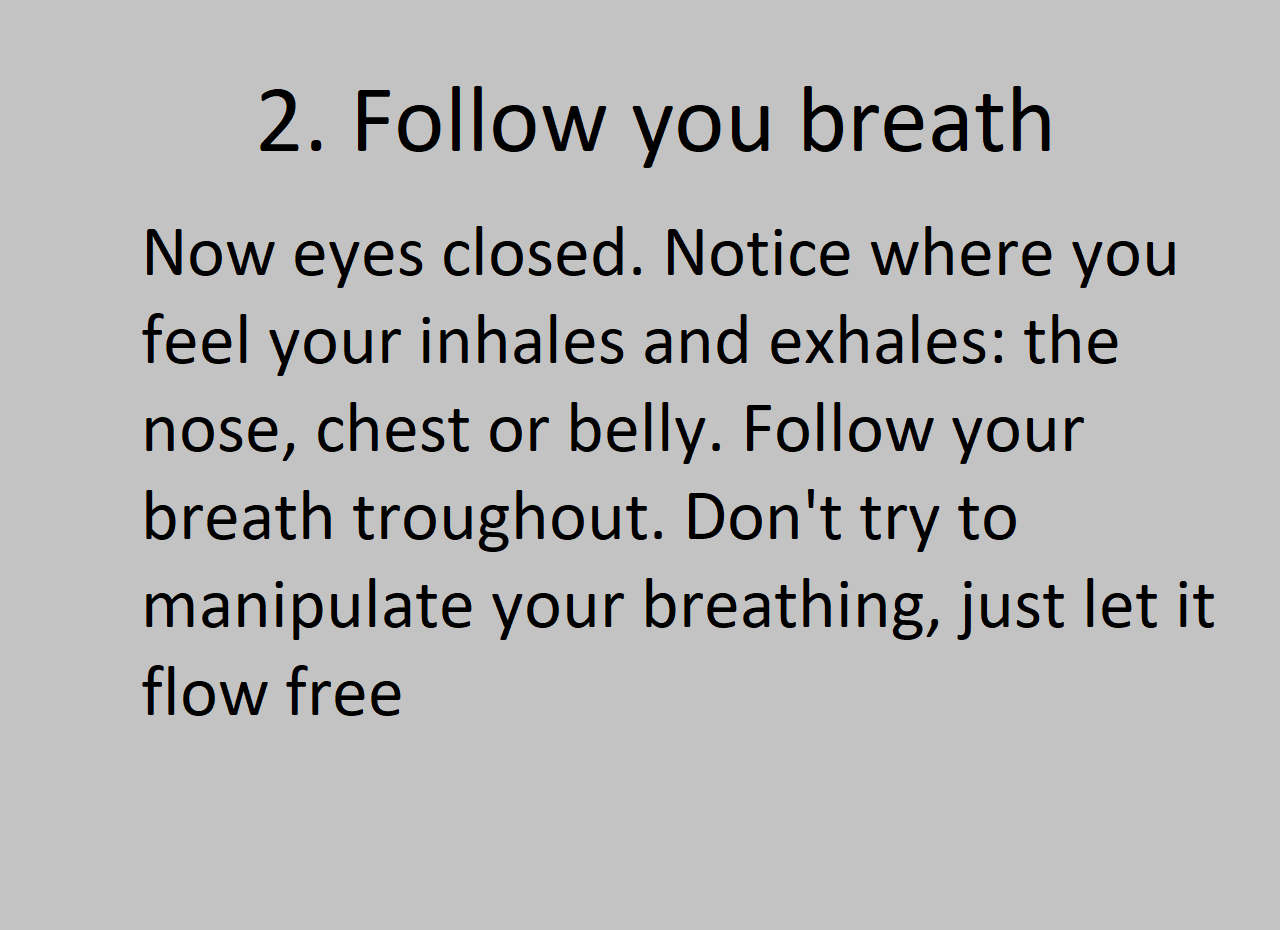 2. Follow you breath
Now eyes closed. Notice where you
feel your inhales and exhales: the
nose, chest or belly. Follow your
breath troughout. Don't try to
manipulate your breathing, just let it
flow free